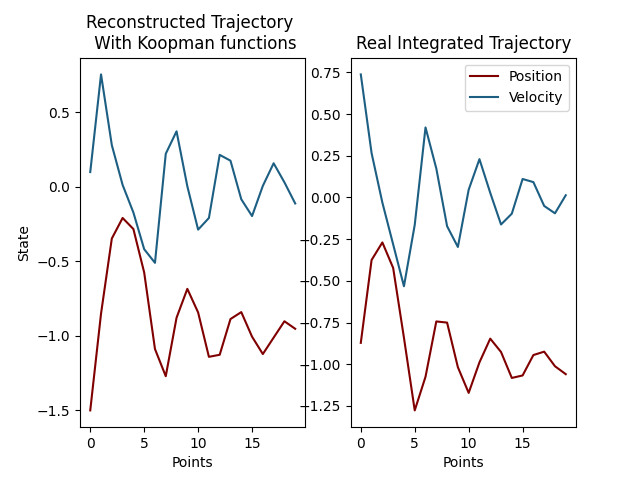 Reconstructed Trajectory
With Koopman functions
Real Integrated Trajectory
Position
Velocity
State
0.5
0.0
−0.5
−1.0
−1.5
0 5 10 15
Points
0.75
0.50
0.25
0.00
−0.25
−0.50
−0.75
−1.00
−1.25
0 5 10 15
Points